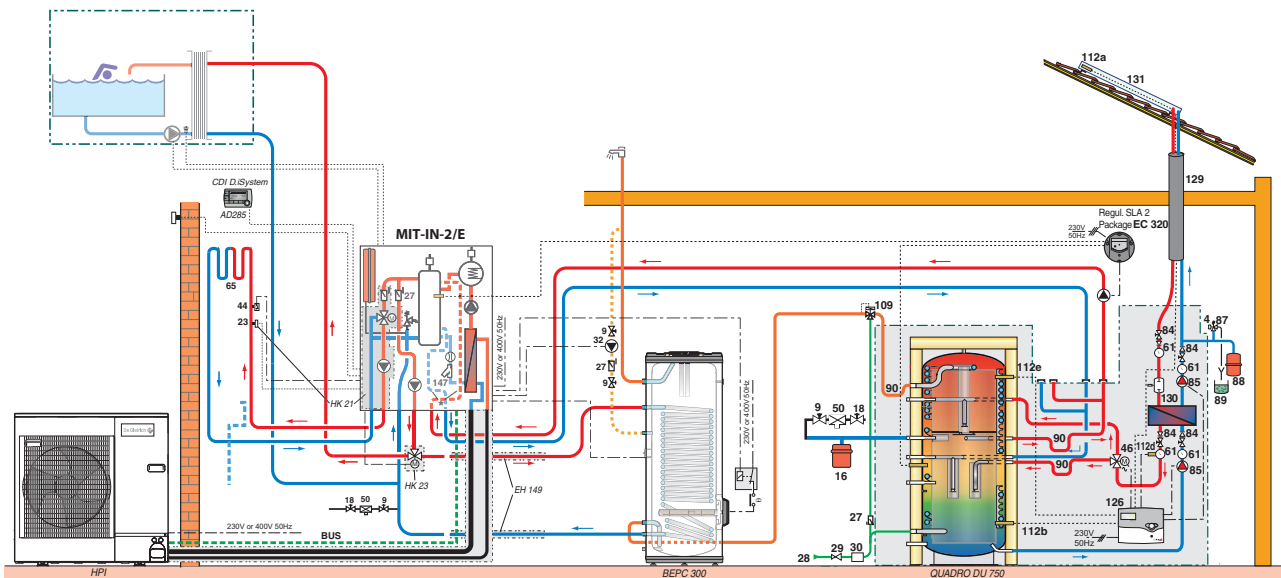 112a
131
129
CDI D.iSystem
AD285
Regul. SLA 2
Package EC 320
230V
50Hz
MIT-IN-2/E
65
44
23
27
M
147
*
HK 21
HK 23
M
230V or 400V 50Hz
EH 149
18
50
9
230V or 400V 50Hz
BUS
De Dietrich
HPI
9
32
27
9
230V or 400V 50Hz
θ
BEPC 300
109
9
50
18
16
27
28
29
30
90
90
90
112e
112b
QUADRO DU 750
84
61
84
61
85
130
4
87
88
89
84
84
112d
61
61
85
46
M
126
230V
50Hz